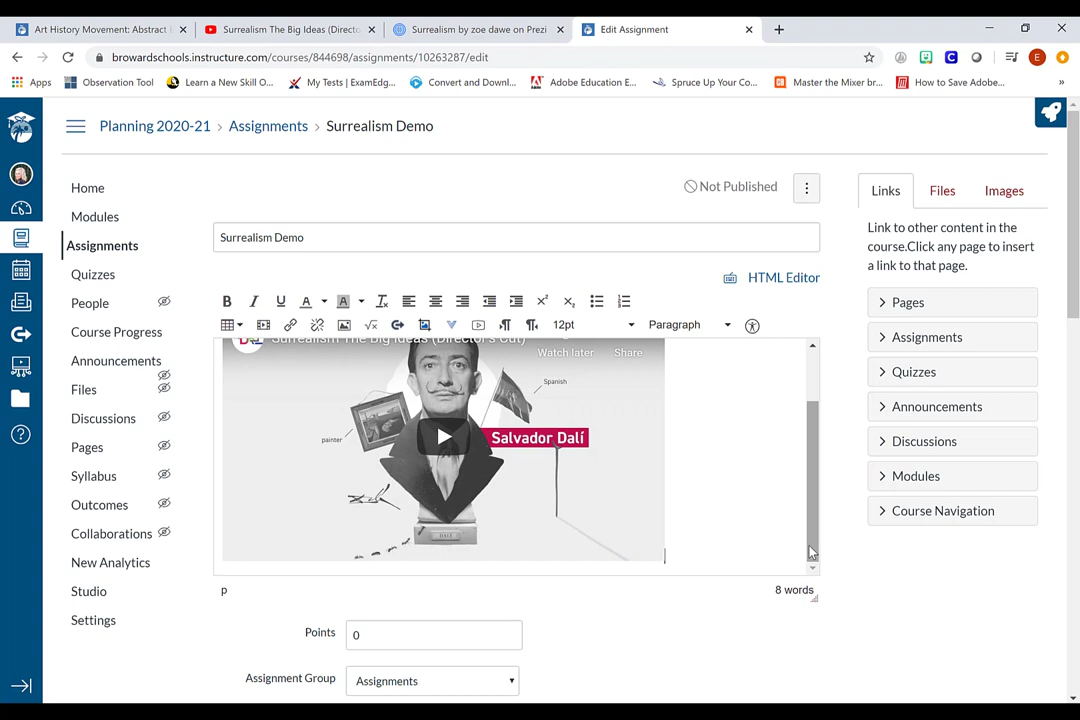 Art History Movement: Abstract
Surrealism The Big Ideas (Direct
Surrealism by zoe dawe on Prezi
Edit Assignment
browardschools.instructure.com/courses/844698/assignments/10263287/edit
E
Apps
Observation Tool
Learn a New Skill O...
My Tests | ExamEdg...
Convert and Downl...
Adobe Education E...
Spruce Up Your Co...
Master the Mixer br...
How to Save Adobe...
Planning 2020-21 > Assignments > Surrealism Demo
Home
Modules
Assignments
Quizzes
People
Course Progress
Announcements
Files
Discussions
Pages
Syllabus
Outcomes
Collaborations
New Analytics
Studio
Settings
Not Published
Surrealism Demo
HTML Editor
12pt
Paragraph
Surrealism The Big Ideas (Director's Cut)
Watch later
Share
Spanish
painter
Salvador Dalí
DALÍ
p
8 words
Points
0
Assignment Group
Assignments
Links
Files
Images
Link to other content in the
course.Click any page to insert
a link to that page.
Pages
Assignments
Quizzes
Announcements
Discussions
Modules
Course Navigation